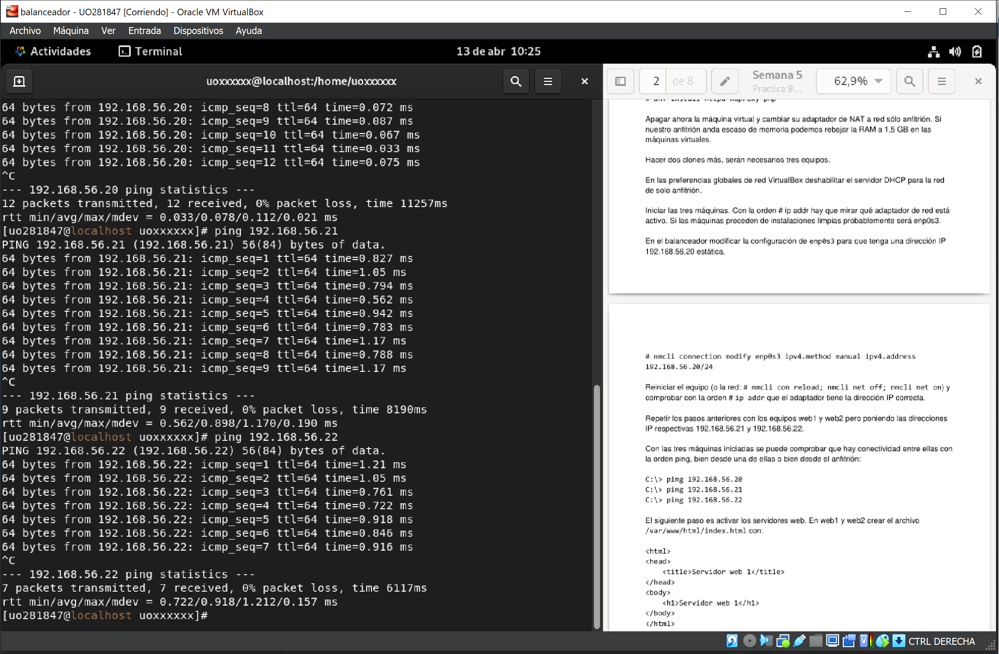 balanceador - UO281847 [Corriendo] - Oracle VM VirtualBox
Archivo Máquina Ver Entrada Dispositivos Ayuda
Actividades Terminal 13 de abr 10:25
uoxxxxxx@localhost:/home/uoxxxxxx
64 bytes from 192.168.56.20: icmp_seq=8 ttl=64 time=0.072 ms
64 bytes from 192.168.56.20: icmp_seq=9 ttl=64 time=0.087 ms
64 bytes from 192.168.56.20: icmp_seq=10 ttl=64 time=0.067 ms
64 bytes from 192.168.56.20: icmp_seq=11 ttl=64 time=0.033 ms
64 bytes from 192.168.56.20: icmp_seq=12 ttl=64 time=0.075 ms
^C
--- 192.168.56.20 ping statistics ---
12 packets transmitted, 12 received, 0% packet loss, time 11257ms
rtt min/avg/max/mdev = 0.033/0.078/0.112/0.021 ms
[uo281847@localhost uoxxxxxx]# ping 192.168.56.21
PING 192.168.56.21 (192.168.56.21) 56(84) bytes of data.
64 bytes from 192.168.56.21: icmp_seq=1 ttl=64 time=0.827 ms
64 bytes from 192.168.56.21: icmp_seq=2 ttl=64 time=1.05 ms
64 bytes from 192.168.56.21: icmp_seq=3 ttl=64 time=0.794 ms
64 bytes from 192.168.56.21: icmp_seq=4 ttl=64 time=0.562 ms
64 bytes from 192.168.56.21: icmp_seq=5 ttl=64 time=0.942 ms
64 bytes from 192.168.56.21: icmp_seq=6 ttl=64 time=0.783 ms
64 bytes from 192.168.56.21: icmp_seq=7 ttl=64 time=1.17 ms
64 bytes from 192.168.56.21: icmp_seq=8 ttl=64 time=0.788 ms
64 bytes from 192.168.56.21: icmp_seq=9 ttl=64 time=1.17 ms
^C
--- 192.168.56.21 ping statistics ---
9 packets transmitted, 9 received, 0% packet loss, time 8190ms
rtt min/avg/max/mdev = 0.562/0.898/1.170/0.190 ms
[uo281847@localhost uoxxxxxx]# ping 192.168.56.22
PING 192.168.56.22 (192.168.56.22) 56(84) bytes of data.
64 bytes from 192.168.56.22: icmp_seq=1 ttl=64 time=1.21 ms
64 bytes from 192.168.56.22: icmp_seq=2 ttl=64 time=1.05 ms
64 bytes from 192.168.56.22: icmp_seq=3 ttl=64 time=0.761 ms
64 bytes from 192.168.56.22: icmp_seq=4 ttl=64 time=0.722 ms
64 bytes from 192.168.56.22: icmp_seq=5 ttl=64 time=0.918 ms
64 bytes from 192.168.56.22: icmp_seq=6 ttl=64 time=0.846 ms
64 bytes from 192.168.56.22: icmp_seq=7 ttl=64 time=0.916 ms
^C
--- 192.168.56.22 ping statistics ---
7 packets transmitted, 7 received, 0% packet loss, time 6117ms
rtt min/avg/max/mdev = 0.722/0.918/1.212/0.157 ms
[uo281847@localhost uoxxxxxx]#
2 de 8
Semana 5
Practica 9...
62,9%
# dnf install httpd haproxy php
Apagar ahora la máquina virtual y cambiar su adaptador de NAT a red sólo anfitrión. Si
nuestro anfitrión anda escaso de memoria podemos rebajar la RAM a 1,5 GB en las
máquinas virtuales.
Hacer dos clones más, serán necesarios tres equipos.
En las preferencias globales de red VirtualBox deshabilitar el servidor DHCP para la red
de solo anfitrión.
Iniciar las tres máquinas. Con la orden # ip addr hay que mirar qué adaptador de red está
activo. Si las máquinas proceden de instalaciones limpias probablemente será enp0s3.
En el balanceador modificar la configuración de enp0s3 para que tenga una dirección IP
192.168.56.20 estática.
# nmcli connection modify enp0s3 ipv4.method manual ipv4.address
192.168.56.20/24
Reiniciar el equipo (o la red: # nmcli con reload; nmcli net off; nmcli net on) y
comprobar con la orden # ip addr que el adaptador tiene la dirección IP correcta.
Repetir los pasos anteriores con los equipos web1 y web2 pero poniendo las direcciones
IP respectivas 192.168.56.21 y 192.168.56.22.
Con las tres máquinas iniciadas se puede comprobar que hay conectividad entre ellas con
la orden ping, bien desde una de ellas o bien desde el anfitrión:
C:\> ping 192.168.56.20
C:\> ping 192.168.56.21
C:\> ping 192.168.56.22
El siguiente paso es activar los servidores web. En web1 y web2 crear el archivo
/var/www/html/index.html con:
<html>
<head>
<title>Servidor web 1</title>
</head>
<body>
<h1>Servidor web 1</h1>
</body>
</html>
CTRL DERECHA